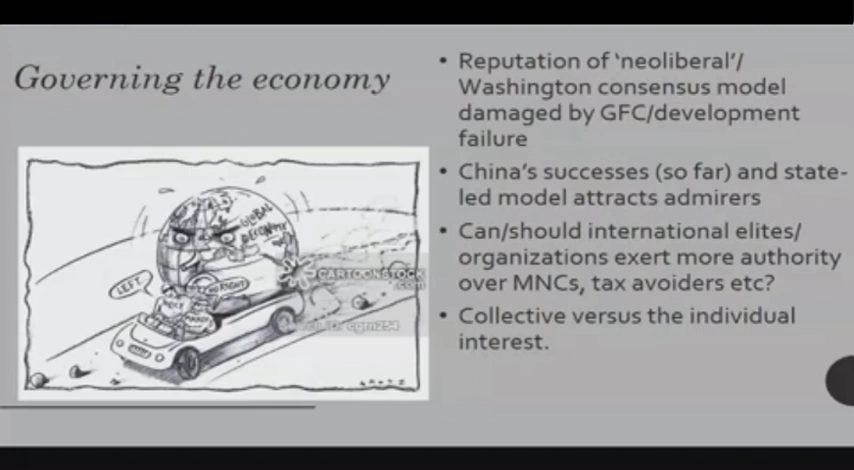 Governing the economy
• Reputation of ‘neoliberal’/
Washington consensus model
damaged by GFC/development
failure
• China’s successes (so far) and state-
led model attracts admirers
• Can/should international elites/
organizations exert more authority
over MNCs, tax avoiders etc?
• Collective versus the individual
interest.
GLOBAL
ECONOMY
LEFT
RIGHT
CARTOONSTOCK
.com
ID: cgrn254